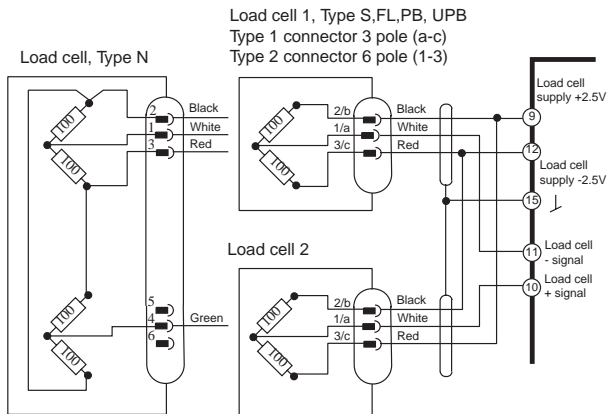 Load cell 1, Type S,FL,PB, UPB
Type 1 connector 3 pole (a-c)
Type 2 connector 6 pole (1-3)
Load cell, Type N
2
Black
1
White
3
Red
100
100
5
4
Green
6
100
100
2/b
Black
1/a
White
3/c
Red
100
100
Load cell 2
2/b
Black
1/a
White
3/c
Red
100
100
Load cell
supply +2.5V
9
12
Load cell
supply -2.5V
15
11
Load cell
- signal
10
Load cell
+ signal